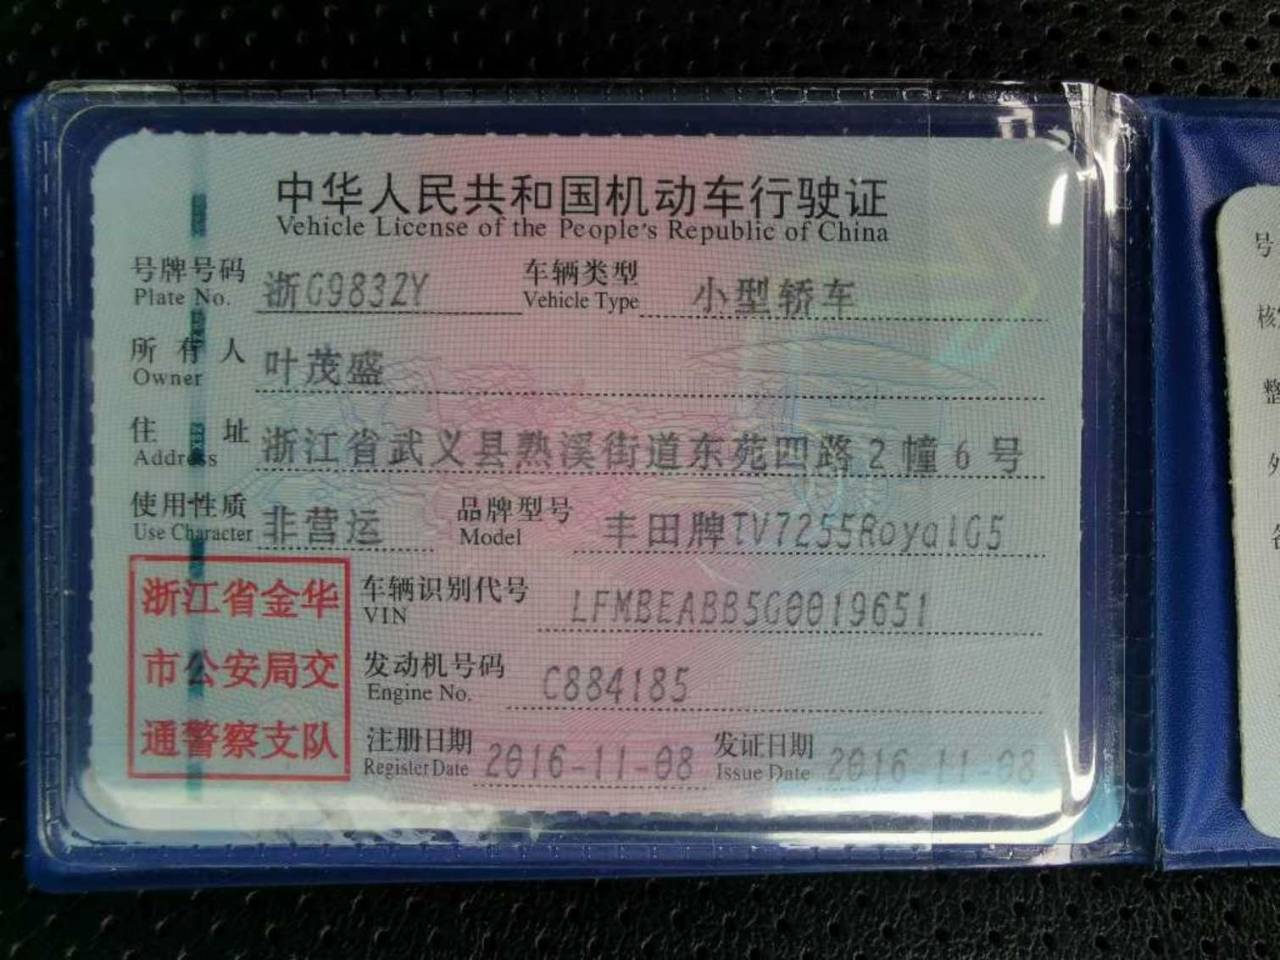 中华人民共和国机动车行驶证
Vehicle License of the People's Republic of China
号牌号码 浙G983ZY 车辆类型 小型轿车
Plate No. Vehicle Type
所有人 叶茂盛
Owner
住址 浙江省武义县熟溪街道东苑四路2幢6号
Address
使用性质 非营运 品牌型号 丰田牌TV7255RoyalG5
Use Character Model
浙江省金华
市公安局交
通警察支队
车辆识别代号 LFMBEABB5G0019651
VIN
发动机号码 C884185
Engine No.
注册日期 2016-11-08 发证日期 2016-11-08
Register Date Issue Date
号
核
整
外